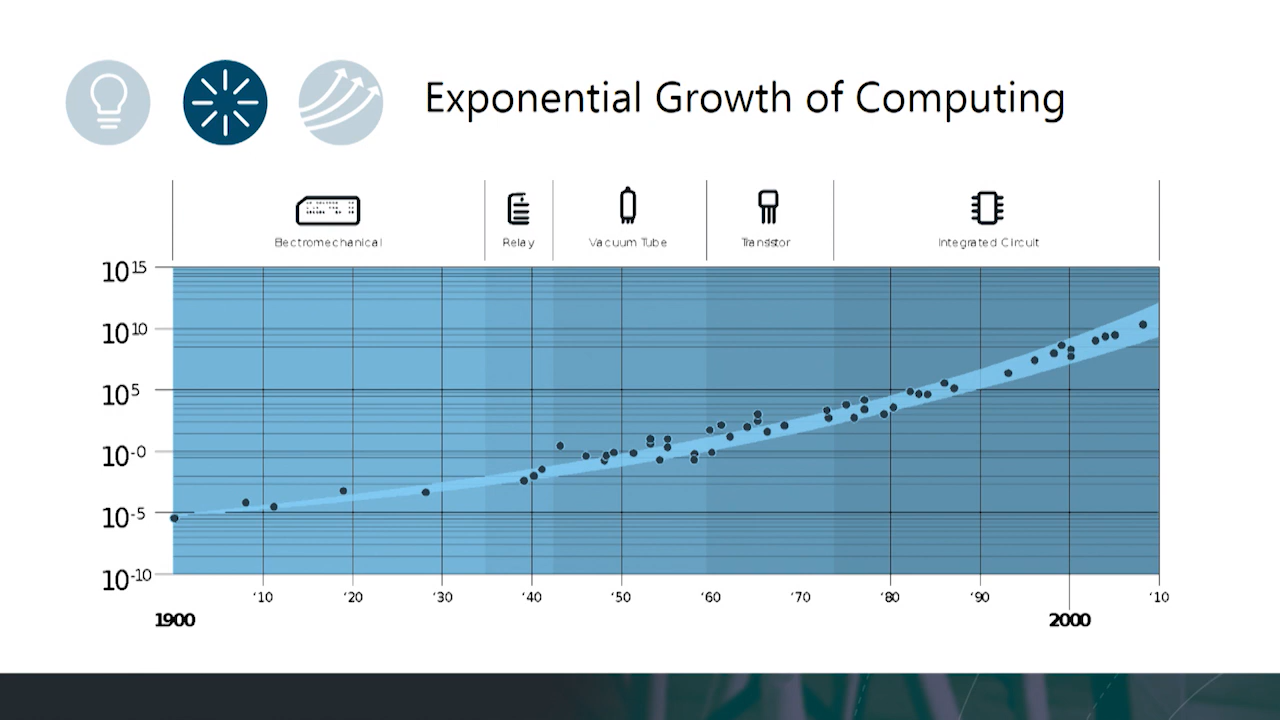 Exponential Growth of Computing
Electromechanical Relay Vacuum Tube Transistor Integrated Circuit
10 15
10 10
10 5
10 -0
10 -5
10 -10
'10 '20 '30 '40 '50 '60 '70 '80 '90 '10
1900 2000